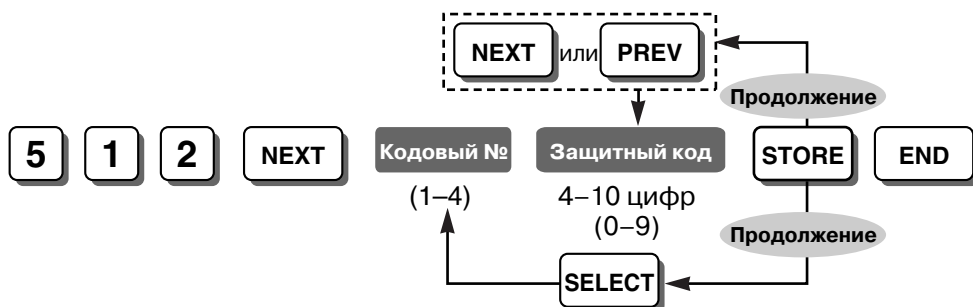 NEXT или PREV
Продолжение
5 1 2 NEXT Кодовый № Защитный код STORE END
(1–4) 4–10 цифр
(0–9)
Продолжение
SELECT